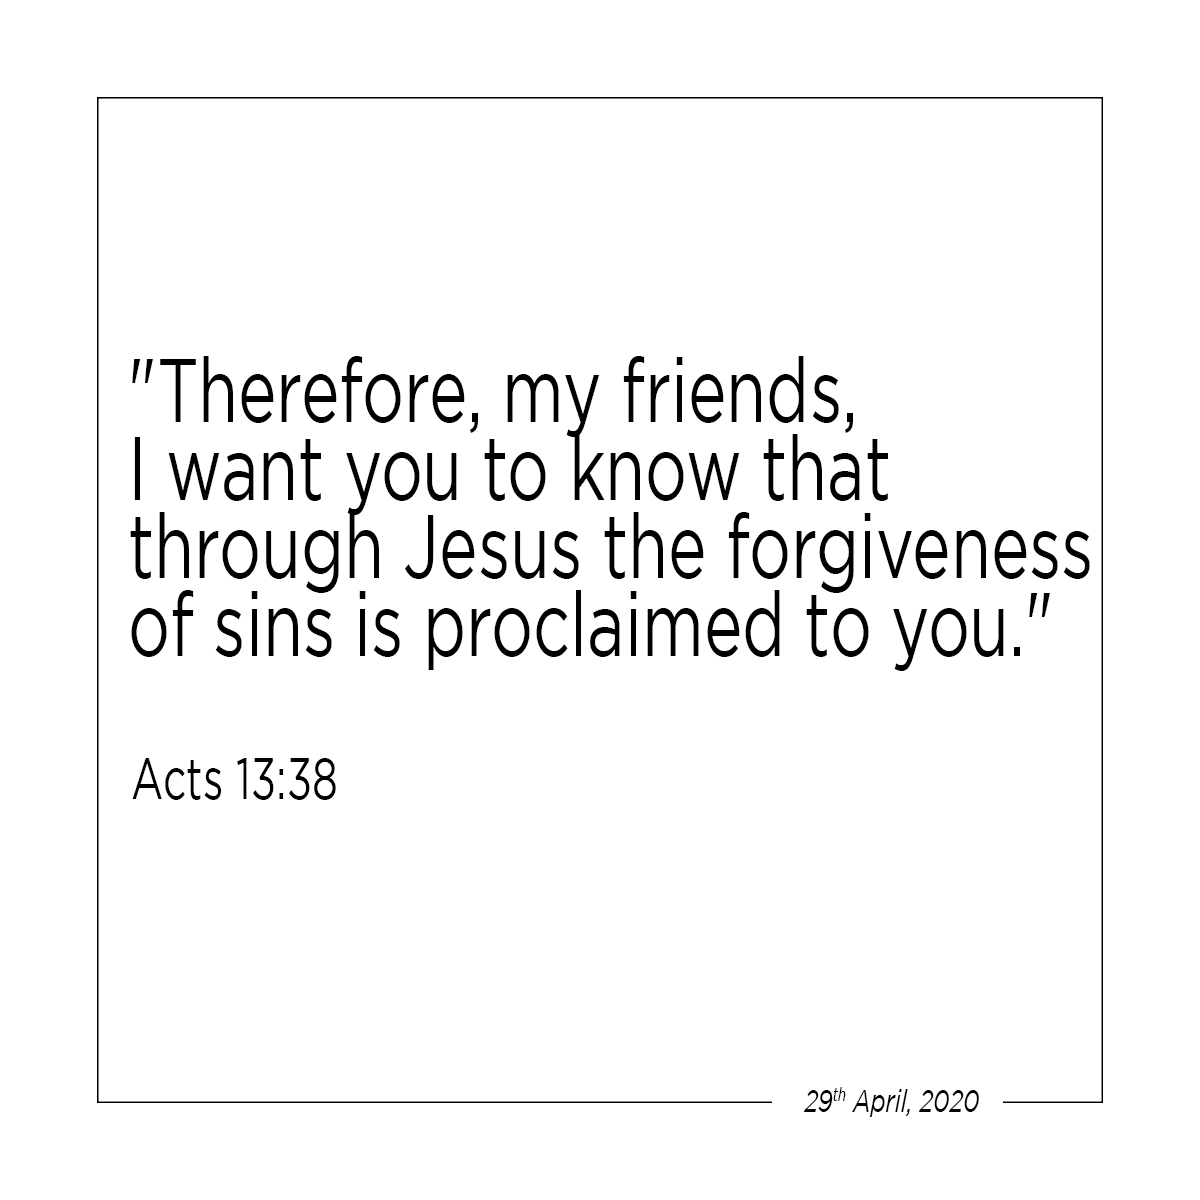 "Therefore, my friends,
I want you to know that
through Jesus the forgiveness
of sins is proclaimed to you."
Acts 13:38
29th April, 2020